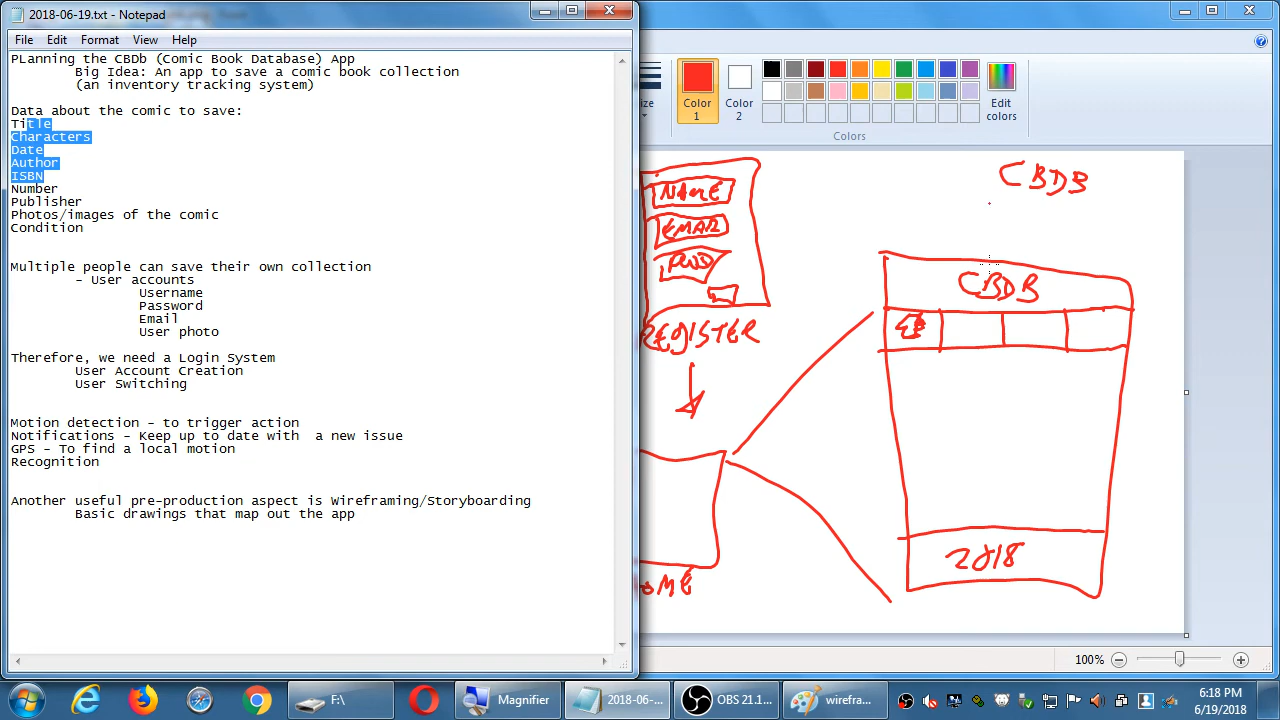 2018-06-19.txt - Notepad
File Edit Format View Help
PLanning the CBDb (Comic Book Database) App
Big Idea: An app to save a comic book collection
(an inventory tracking system)
Data about the comic to save:
Title
Characters
Date
Author
ISBN
Number
Publisher
Photos/images of the comic
Condition
Multiple people can save their own collection
- User accounts
Username
Password
Email
User photo
Therefore, we need a Login System
User Account Creation
User Switching
Motion detection - to trigger action
Notifications - Keep up to date with  a new issue
GPS - To find a local motion
Recognition
Another useful pre-production aspect is Wireframing/Storyboarding
Basic drawings that map out the app
Color 1
Color 2
Edit colors
Colors
CBDB
NAME
EMAIL
PWD
REGISTER
CBDB
2018
100%
F:\
Magnifier
2018-06-...
OBS 21.1...
wirefra...
6:18 PM
6/19/2018